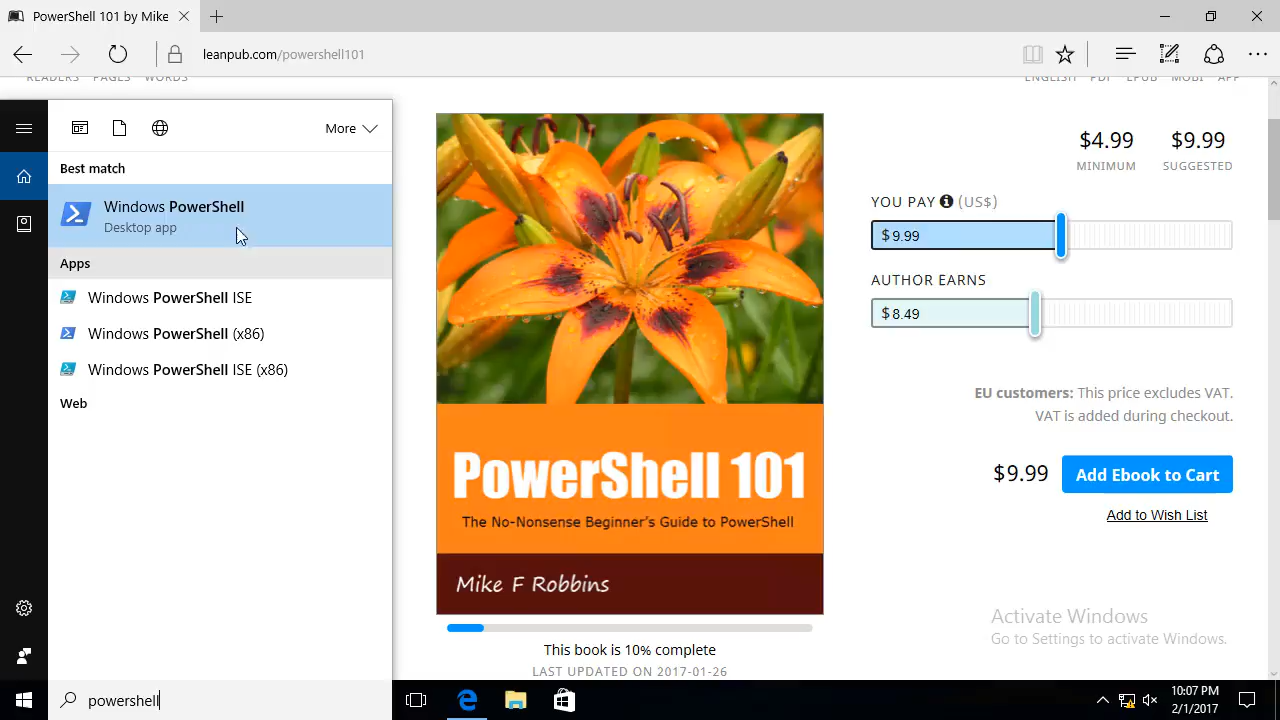 PowerShell 101 by Mike
leanpub.com/powershell101
READERS PAGES WORDS
ENGLISH PDF EPUB MOBI APP
More
Best match
Windows PowerShell
Desktop app
Apps
Windows PowerShell ISE
Windows PowerShell (x86)
Windows PowerShell ISE (x86)
Web
powershell
PowerShell 101
The No-Nonsense Beginner's Guide to PowerShell
Mike F Robbins
This book is 10% complete
LAST UPDATED ON 2017-01-26
$4.99 $9.99
MINIMUM SUGGESTED
YOU PAY (US$)
$ 9.99
AUTHOR EARNS
$ 8.49
EU customers: This price excludes VAT.
VAT is added during checkout.
$9.99 Add Ebook to Cart
Add to Wish List
Activate Windows
Go to Settings to activate Windows.
10:07 PM
2/1/2017